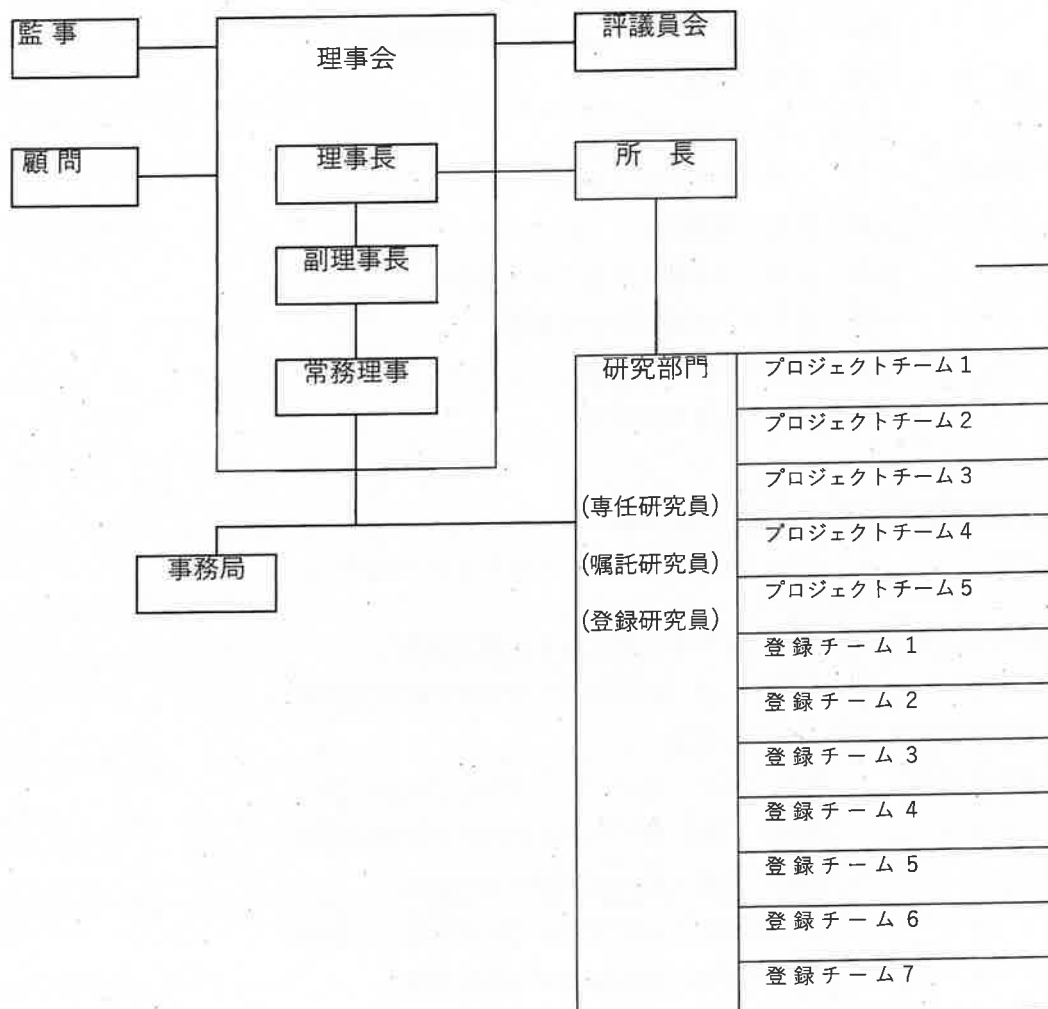 監 事
理事会
評議員会
顧 問
理事長
所　長
副理事長
常務理事
事務局
研究部門
(専任研究員)
(嘱託研究員)
(登録研究員)
プロジェクトチーム1
プロジェクトチーム2
プロジェクトチーム3
プロジェクトチーム4
プロジェクトチーム5
登録チーム 1
登録チーム 2
登録チーム 3
登録チーム 4
登録チーム 5
登録チーム 6
登録チーム7